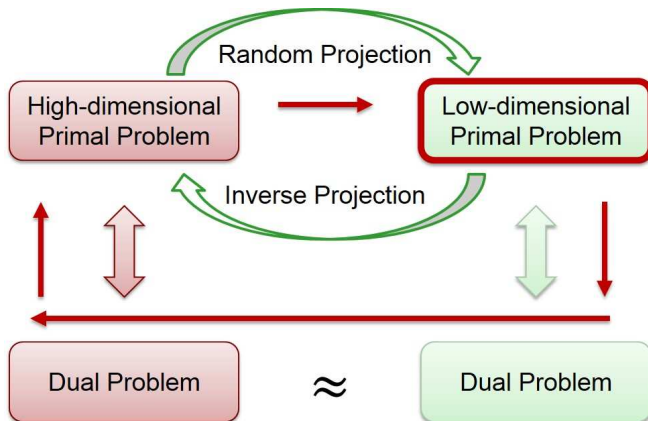 Random Projection
High-dimensional
Primal Problem
Low-dimensional
Primal Problem
Inverse Projection
Dual Problem
≈
Dual Problem